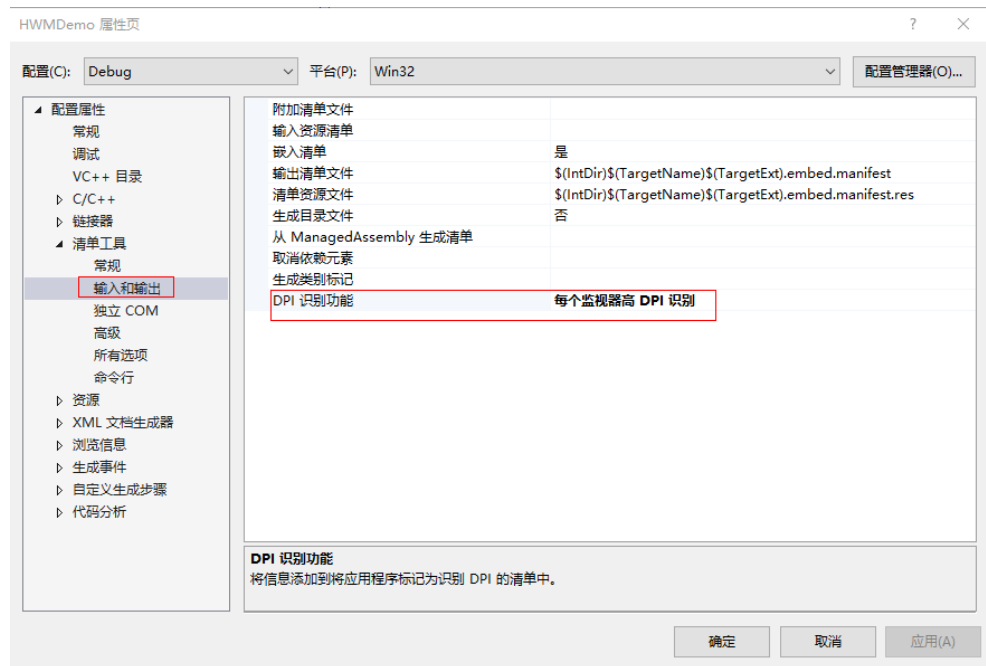 HWMDemo 属性页
?
配置(C): Debug 平台(P): Win32 配置管理器(O)...
配置属性
常规
调试
VC++ 目录
C/C++
链接器
清单工具
常规
输入和输出
独立 COM
高级
所有选项
命令行
资源
XML 文档生成器
浏览信息
生成事件
自定义生成步骤
代码分析
附加清单文件
输入资源清单
嵌入清单 是
输出清单文件 $(IntDir)$(TargetName)$(TargetExt).embed.manifest
清单资源文件 $(IntDir)$(TargetName)$(TargetExt).embed.manifest.res
生成目录文件 否
从 ManagedAssembly 生成清单
取消依赖元素
生成类别标记
DPI 识别功能 每个监视器高 DPI 识别
DPI 识别功能
将信息添加到将应用程序标记为识别 DPI 的清单中。
确定 取消 应用(A)